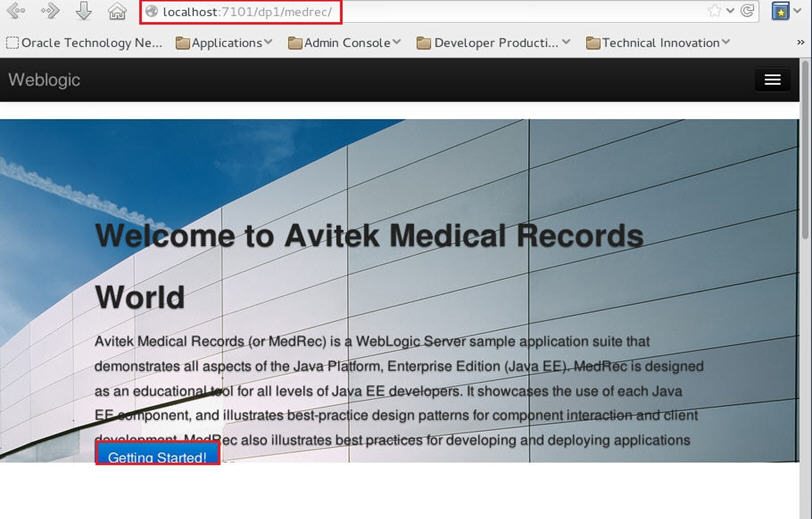 localhost:7101/dp1/medrec/
Oracle Technology Ne... Applications Admin Console Developer Producti... Technical Innovation »
Weblogic
Welcome to Avitek Medical Records
World
Avitek Medical Records (or MedRec) is a WebLogic Server sample application suite that
demonstrates all aspects of the Java Platform, Enterprise Edition (Java EE). MedRec is designed
as an educational tool for all levels of Java EE developers. It showcases the use of each Java
EE component, and illustrates best-practice design patterns for component interaction and client
development. MedRec also illustrates best practices for developing and deploying applications
Getting Started!